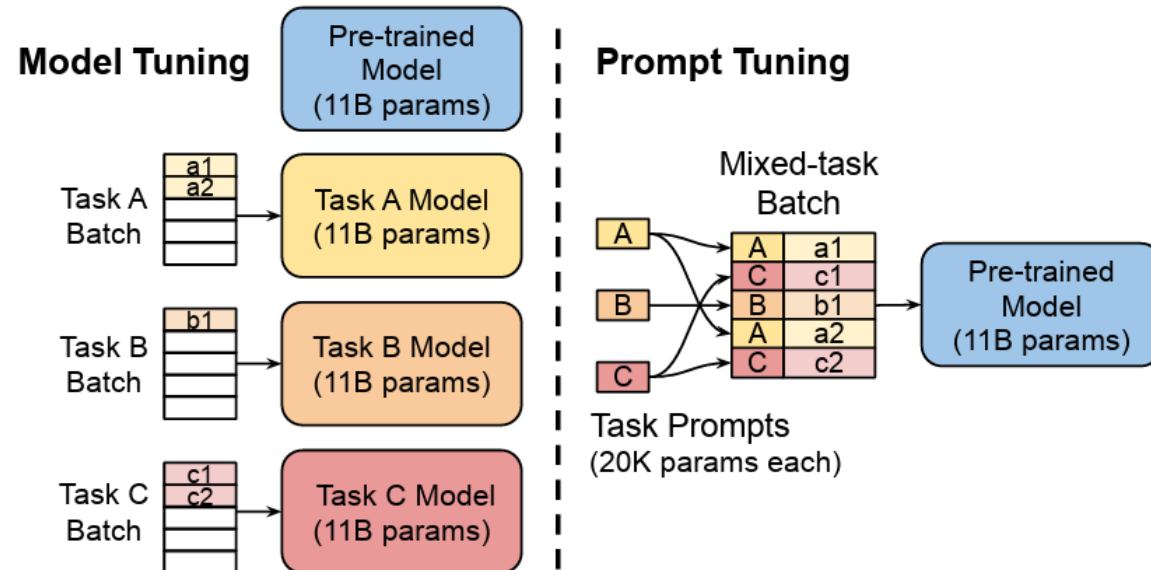 Model Tuning
Pre-trained
Model
(11B params)
Task A
Batch
a1
a2
Task A Model
(11B params)
Task B
Batch
b1
Task B Model
(11B params)
Task C
Batch
c1
c2
Task C Model
(11B params)
Prompt Tuning
Mixed-task
Batch
A
B
C
A a1
C c1
B b1
A a2
C c2
Task Prompts
(20K params each)
Pre-trained
Model
(11B params)